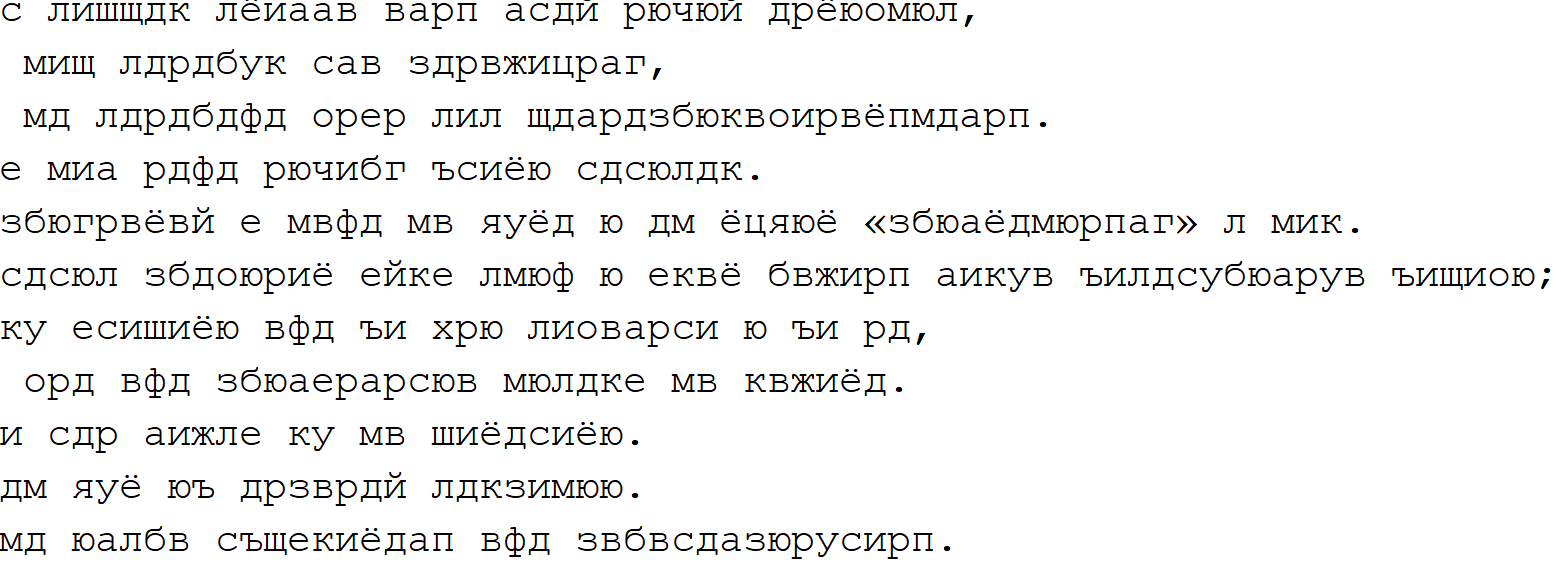 с лишщдк лёиаав варп асдй рючюй дрёюомюл,
мищ лдрдбук сав здрвжицраг,
мд лдрдбдфд орер лил щдардзбюквоирвёпмдарп.
е миа рдфд рючибг ъсиёю сдсюлдк.
збюгрвёвй е мвфд мв яуёд ю дм ёцяюё «збюаёдмюрпаг» л мик.
сдсюл збдоюриё ейке лмюф ю еквё бвжирп аикув ъилдсубюарув ъищиою;
ку есишиёю вфд ъи хрю лиоварси ю ъи рд,
орд вфд збюаерарсюв мюлдке мв квжиёд.
и сдр аижле ку мв шиёдсиёю.
дм яуё юъ дрзврдй лдкзимюю.
мд юалбв същекиёдап вфд звбвсдазюрусирп.